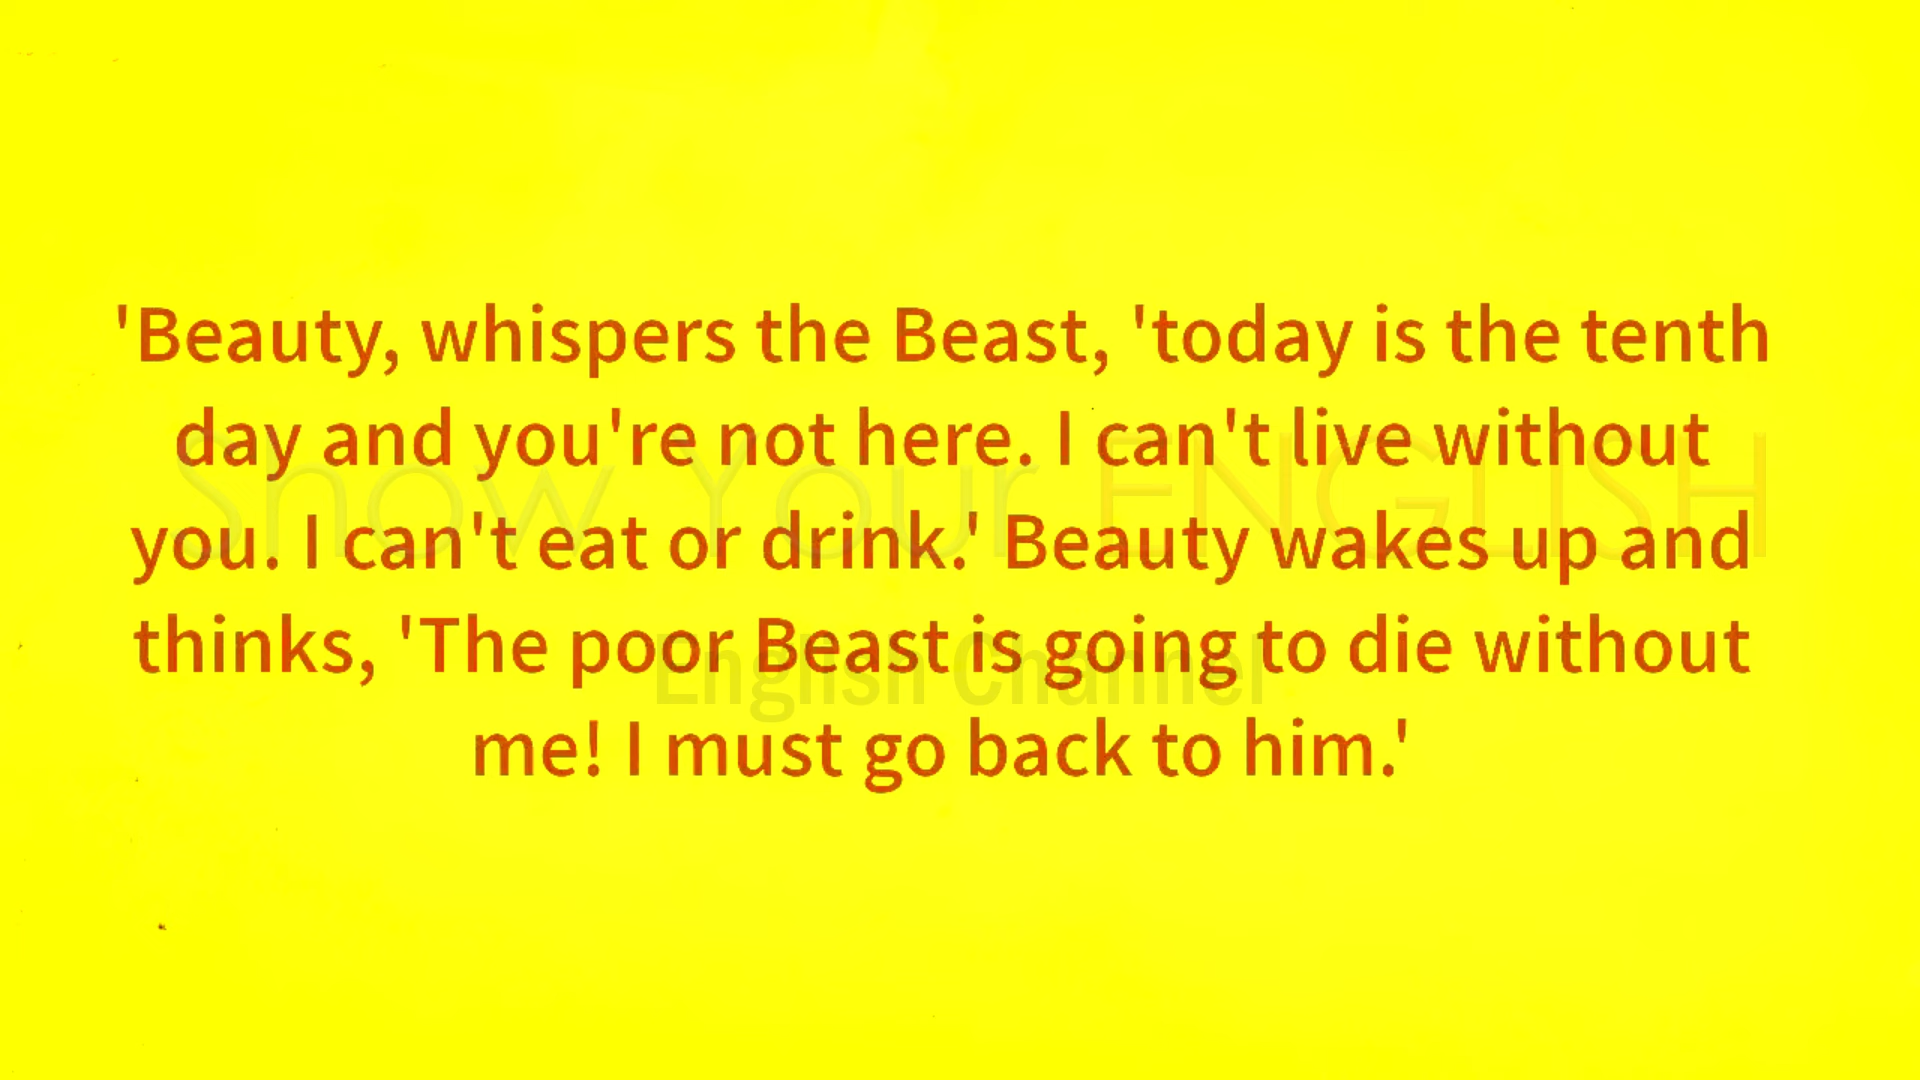 'Beauty, whispers the Beast, 'today is the tenth
day and you're not here. I can't live without
you. I can't eat or drink.' Beauty wakes up and
thinks, 'The poor Beast is going to die without
me! I must go back to him.'
Show Your ENGLISH
English Channel